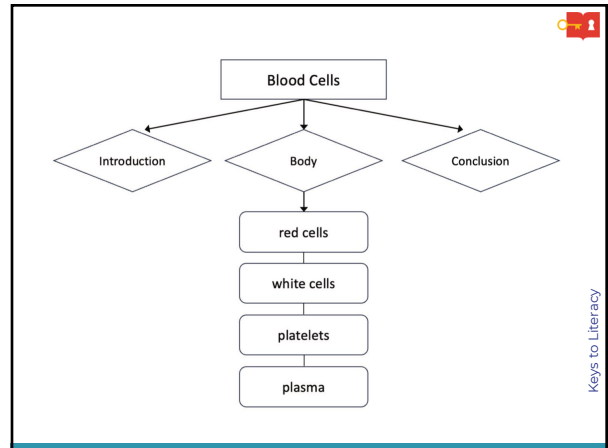 Blood Cells
Introduction
Body
Conclusion
red cells
white cells
platelets
plasma
Keys to Literacy